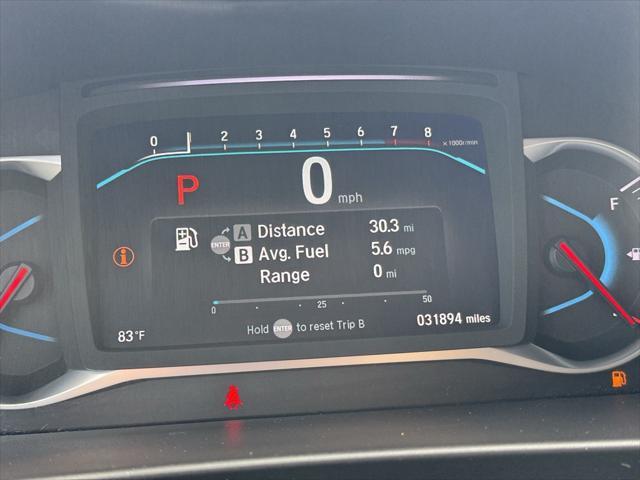 0 2 3 4 5 6 7 8 ×1000r/min
P 0 mph
F
ENTER A Distance 30.3 mi
B Avg. Fuel 5.6 mpg
Range 0 mi
i
0 25 50
83°F Hold ENTER to reset Trip B 031894 miles